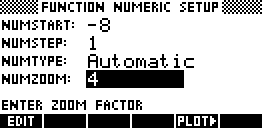 FUNCTION NUMERIC SETUP
NUMSTART: -8
NUMSTEP: 1
NUMTYPE: Automatic
NUMZOOM: 4
ENTER ZOOM FACTOR
EDIT PLOT▶